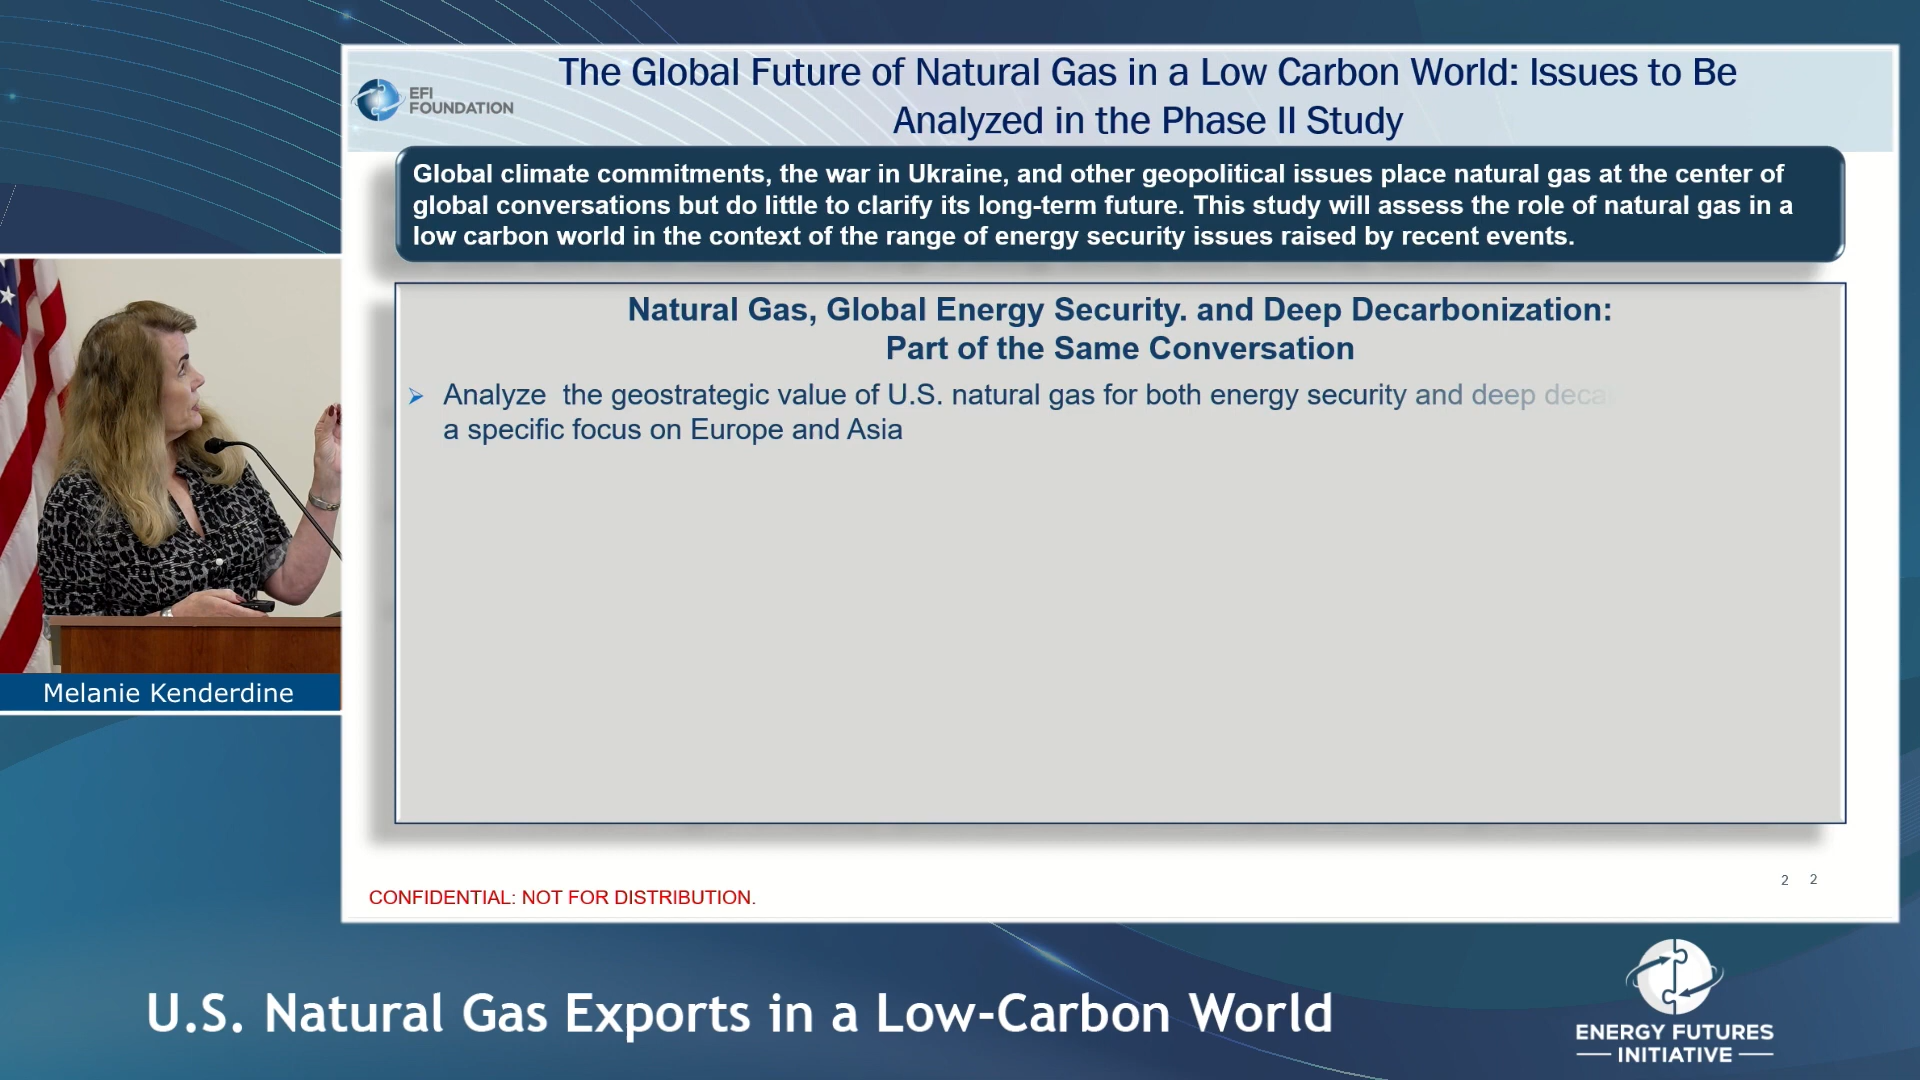 The Global Future of Natural Gas in a Low Carbon World: Issues to Be
Analyzed in the Phase II Study
EFI
FOUNDATION
Global climate commitments, the war in Ukraine, and other geopolitical issues place natural gas at the center of
global conversations but do little to clarify its long-term future. This study will assess the role of natural gas in a
low carbon world in the context of the range of energy security issues raised by recent events.
Natural Gas, Global Energy Security. and Deep Decarbonization:
Part of the Same Conversation
Analyze the geostrategic value of U.S. natural gas for both energy security and deep deca
a specific focus on Europe and Asia
Melanie Kenderdine
2 2
CONFIDENTIAL: NOT FOR DISTRIBUTION.
U.S. Natural Gas Exports in a Low-Carbon World
ENERGY FUTURES
INITIATIVE